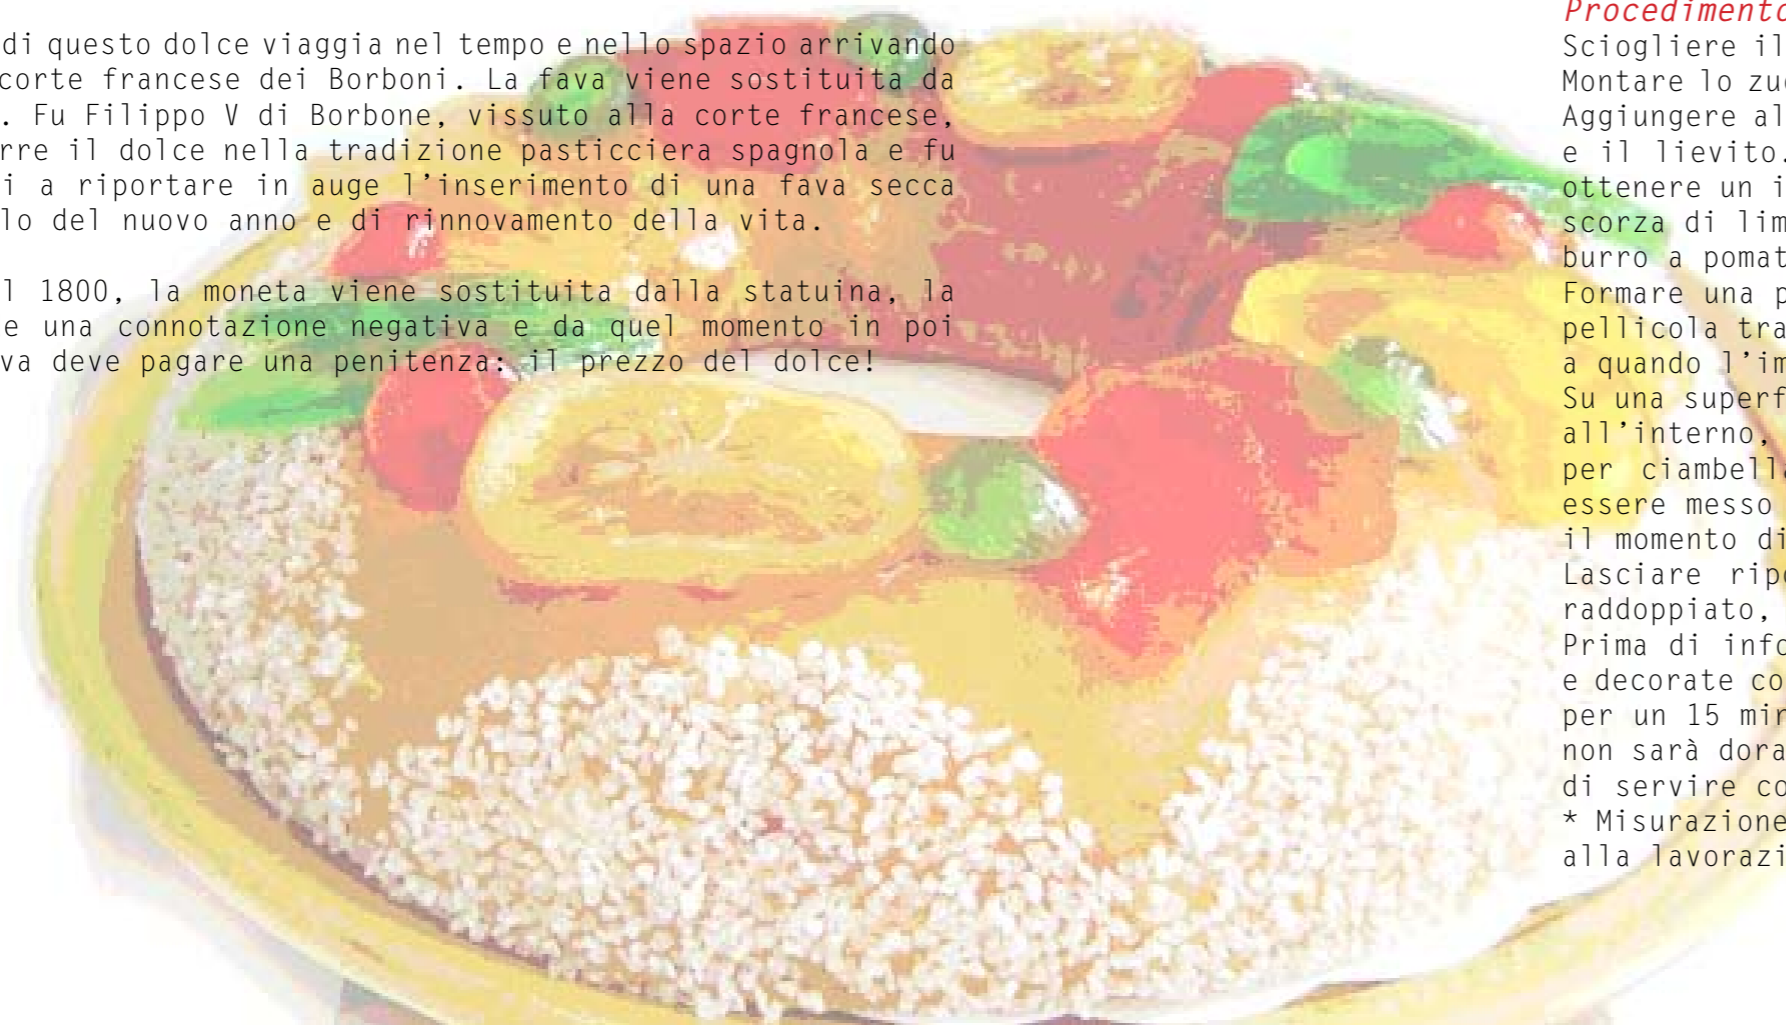 di questo dolce viaggia nel tempo e nello spazio arrivando
corte francese dei Borboni. La fava viene sostituita da
. Fu Filippo V di Borbone, vissuto alla corte francese,
rre il dolce nella tradizione pasticciera spagnola e fu
i a riportare in auge l’inserimento di una fava secca
lo del nuovo anno e di rinnovamento della vita.
l 1800, la moneta viene sostituita dalla statuina, la
e una connotazione negativa e da quel momento in poi
va deve pagare una penitenza: il prezzo del dolce!
Procedimento
Sciogliere il
Montare lo zuc
Aggiungere al
e il lievito.
ottenere un i
scorza di lim
burro a pomat
Formare una p
pellicola tra
a quando l’im
Su una superf
all’interno,
per ciambella
essere messo
il momento di
Lasciare ripo
raddoppiato,
Prima di info
e decorate co
per un 15 min
non sarà dora
di servire co
* Misurazione
alla lavorazi